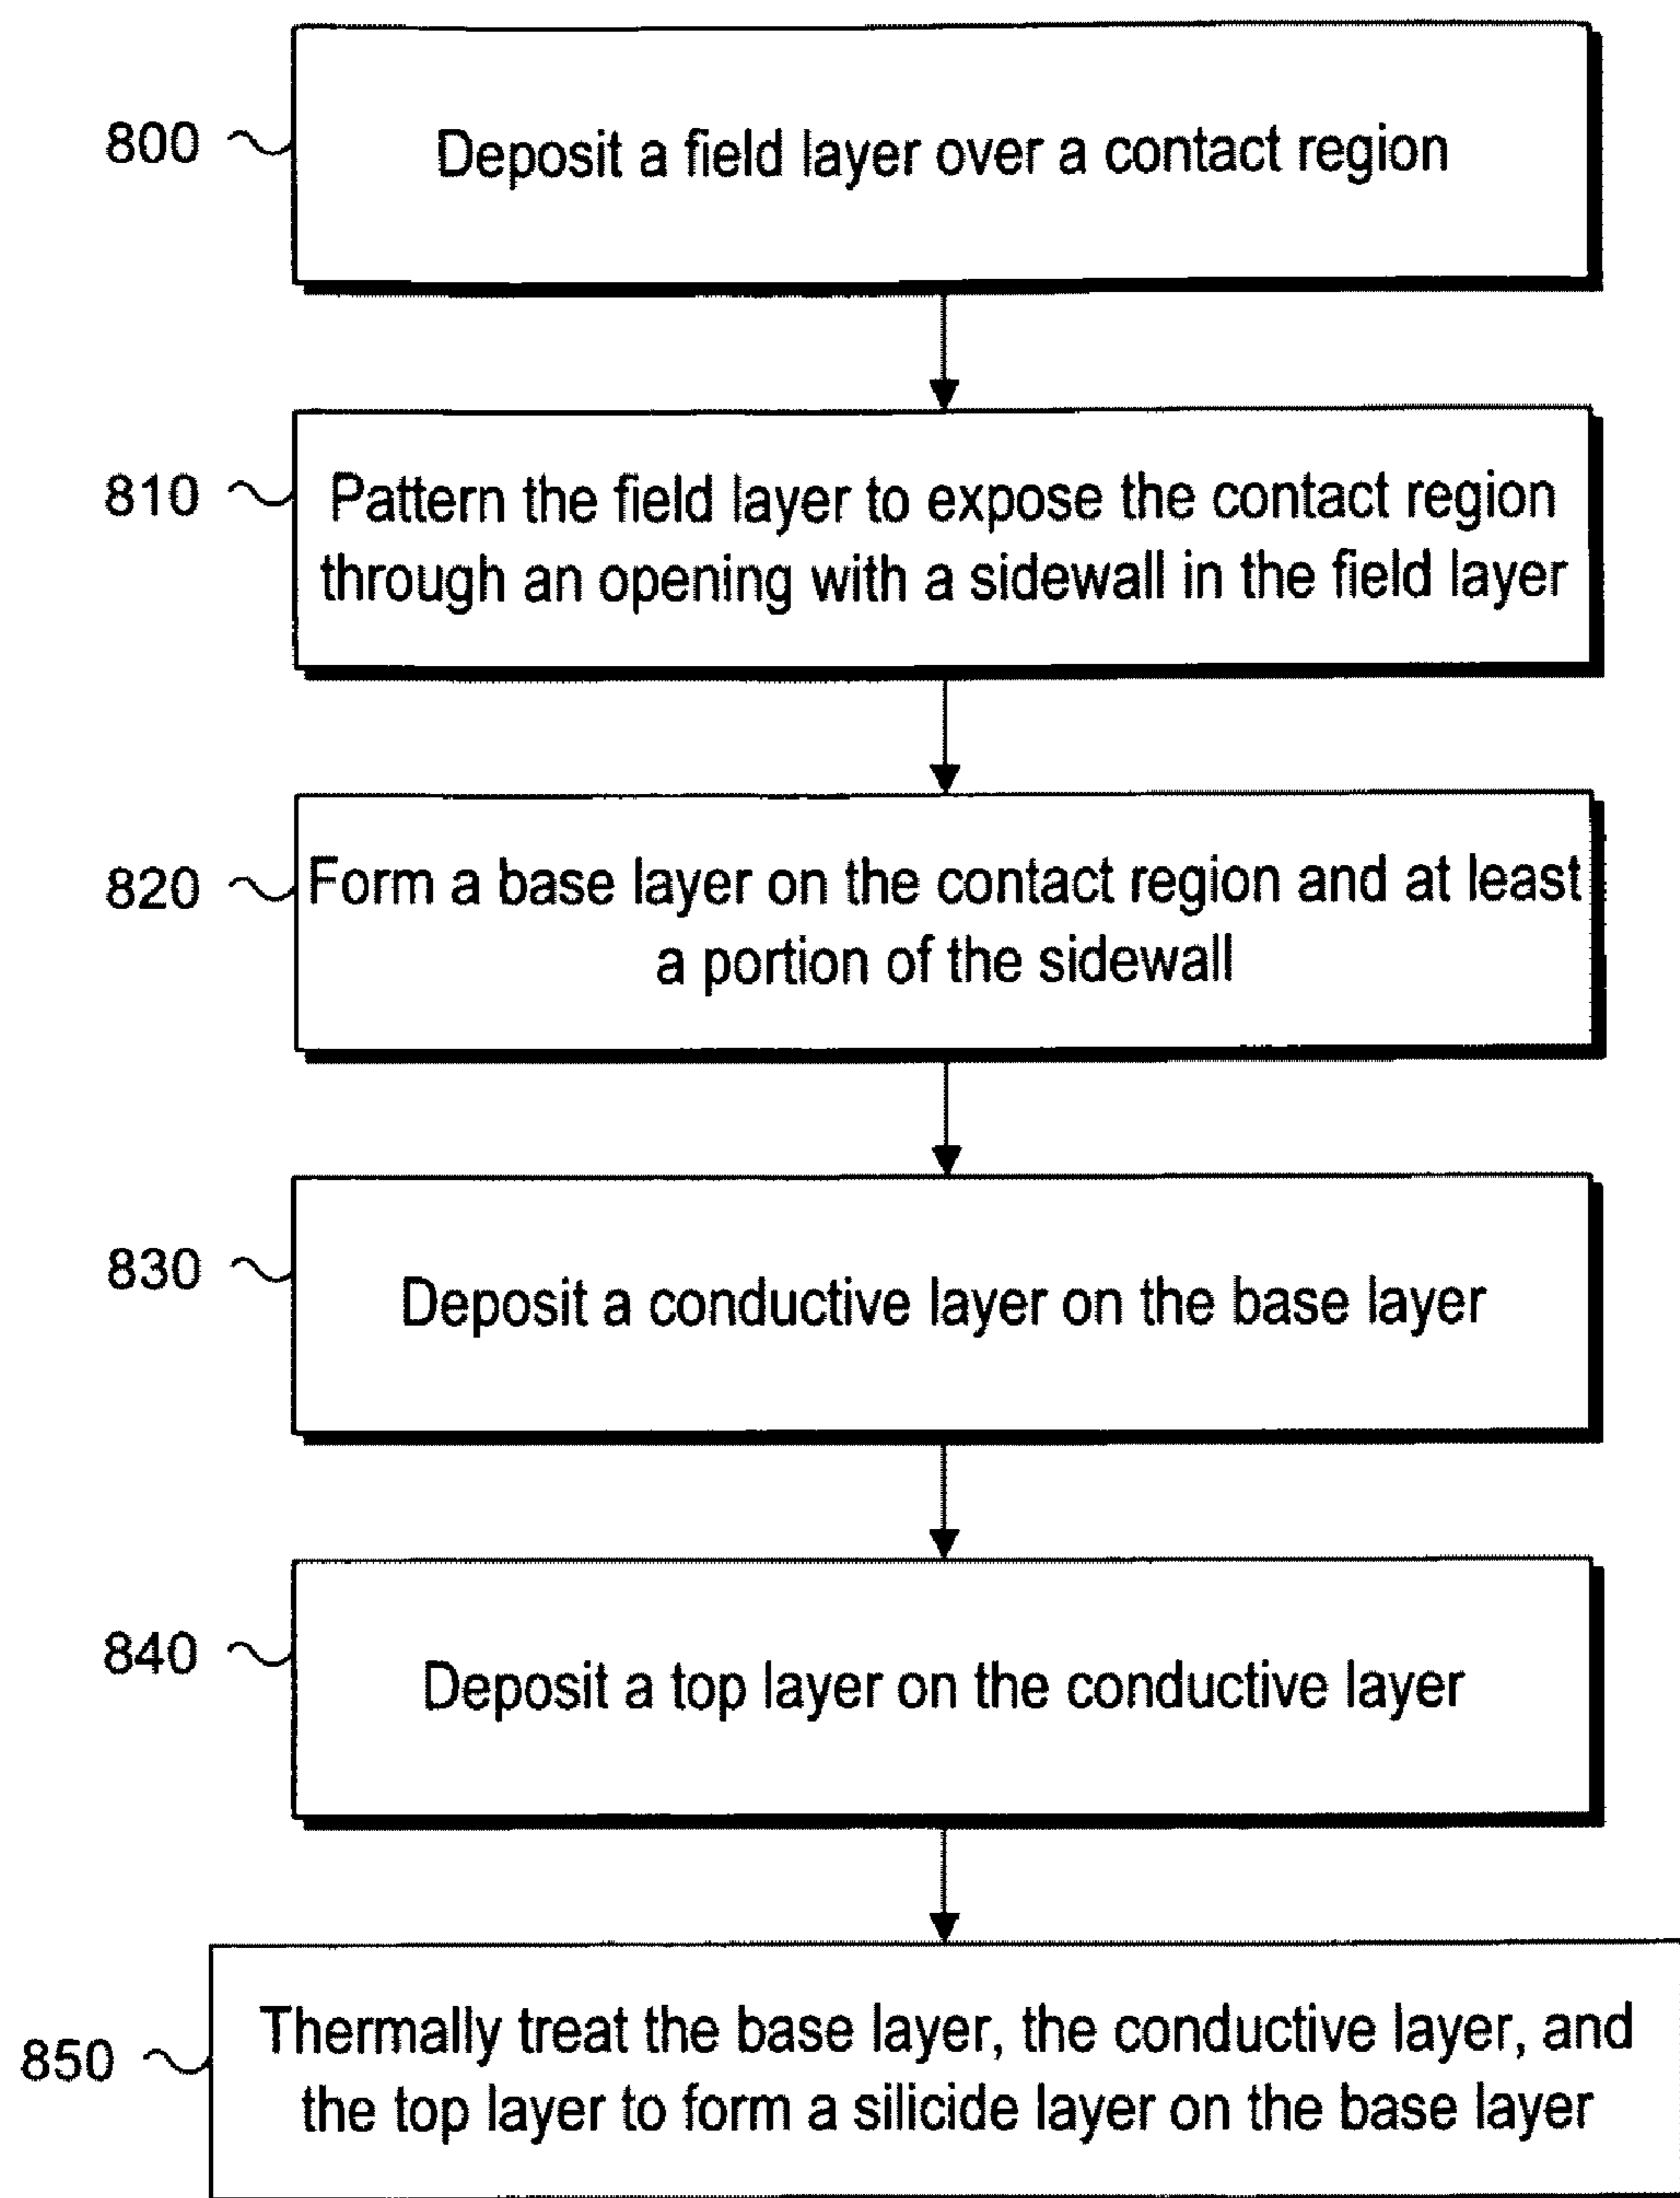 800
Deposit a field layer over a contact region
810
Pattern the field layer to expose the contact region
through an opening with a sidewall in the field layer
820
Form a base layer on the contact region and at least
a portion of the sidewall
830
Deposit a conductive layer on the base layer
840
Deposit a top layer on the conductive layer
850
Thermally treat the base layer, the conductive layer, and
the top layer to form a silicide layer on the base layer